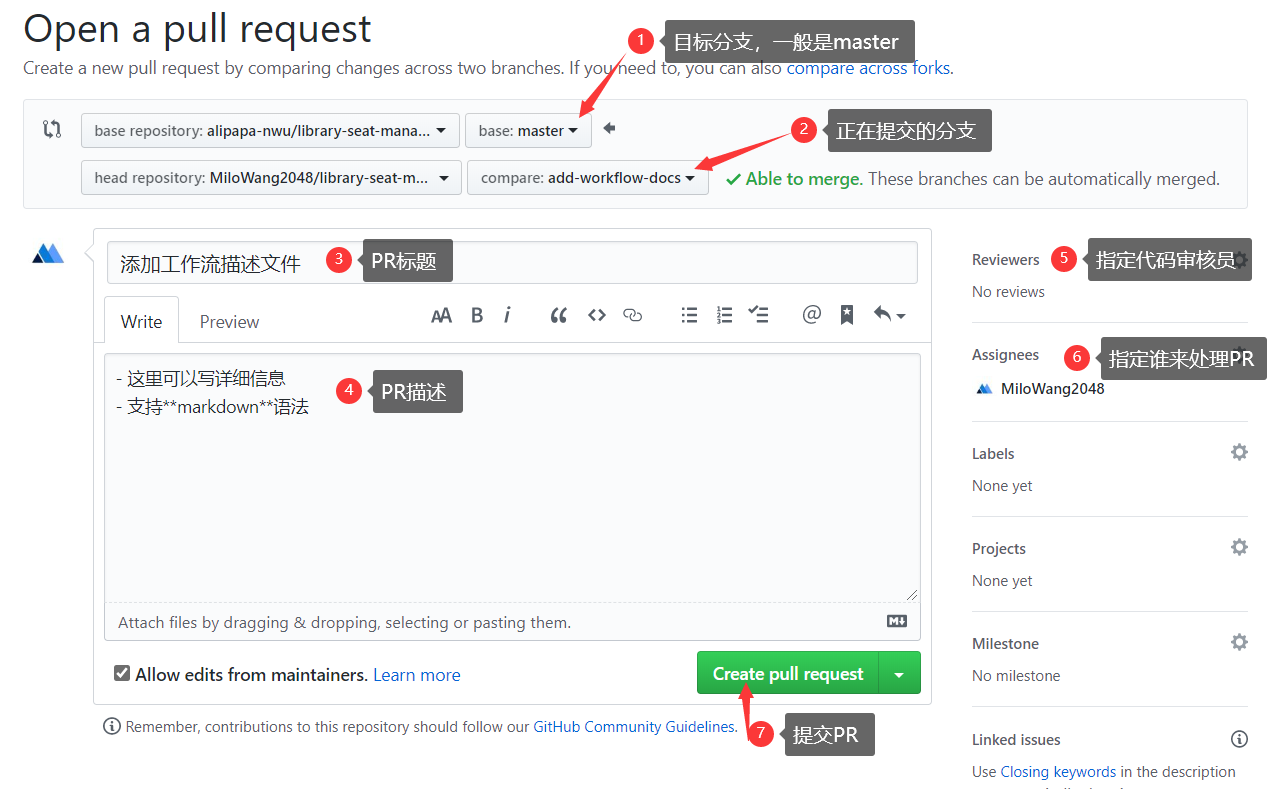 Open a pull request
1 目标分支，一般是master
Create a new pull request by comparing changes across two branches. If you need to, you can also compare across forks.
base repository: alipapa-nwu/library-seat-mana... base: master
2 正在提交的分支
head repository: MiloWang2048/library-seat-m... compare: add-workflow-docs Able to merge. These branches can be automatically merged.
添加工作流描述文件 3 PR标题
Write Preview
- 这里可以写详细信息
- 支持**markdown**语法
4 PR描述
Attach files by dragging & dropping, selecting or pasting them.
Allow edits from maintainers. Learn more
Create pull request
Remember, contributions to this repository should follow our GitHub Community Guidelines.
7 提交PR
Reviewers 5 指定代码审核员
No reviews
Assignees 6 指定谁来处理PR
MiloWang2048
Labels
None yet
Projects
None yet
Milestone
No milestone
Linked issues
Use Closing keywords in the description